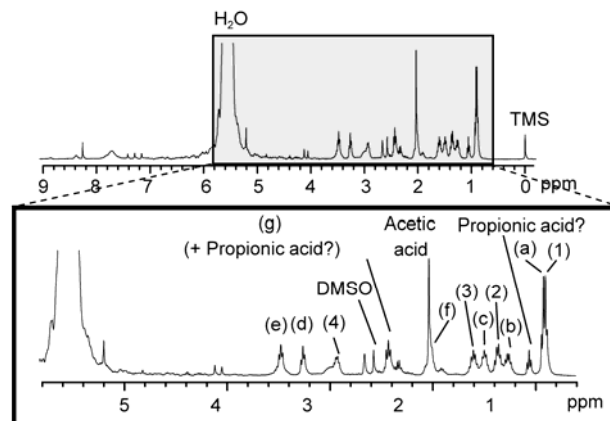 H₂O
TMS
9 8 7 6 5 4 3 2 1 0 ppm
(g)
(+ Propionic acid?)
Acetic
acid
Propionic acid?
(a) (1)
DMSO
(e) (d) (4) (f) (3) (c) (2) (b)
5 4 3 2 1 ppm